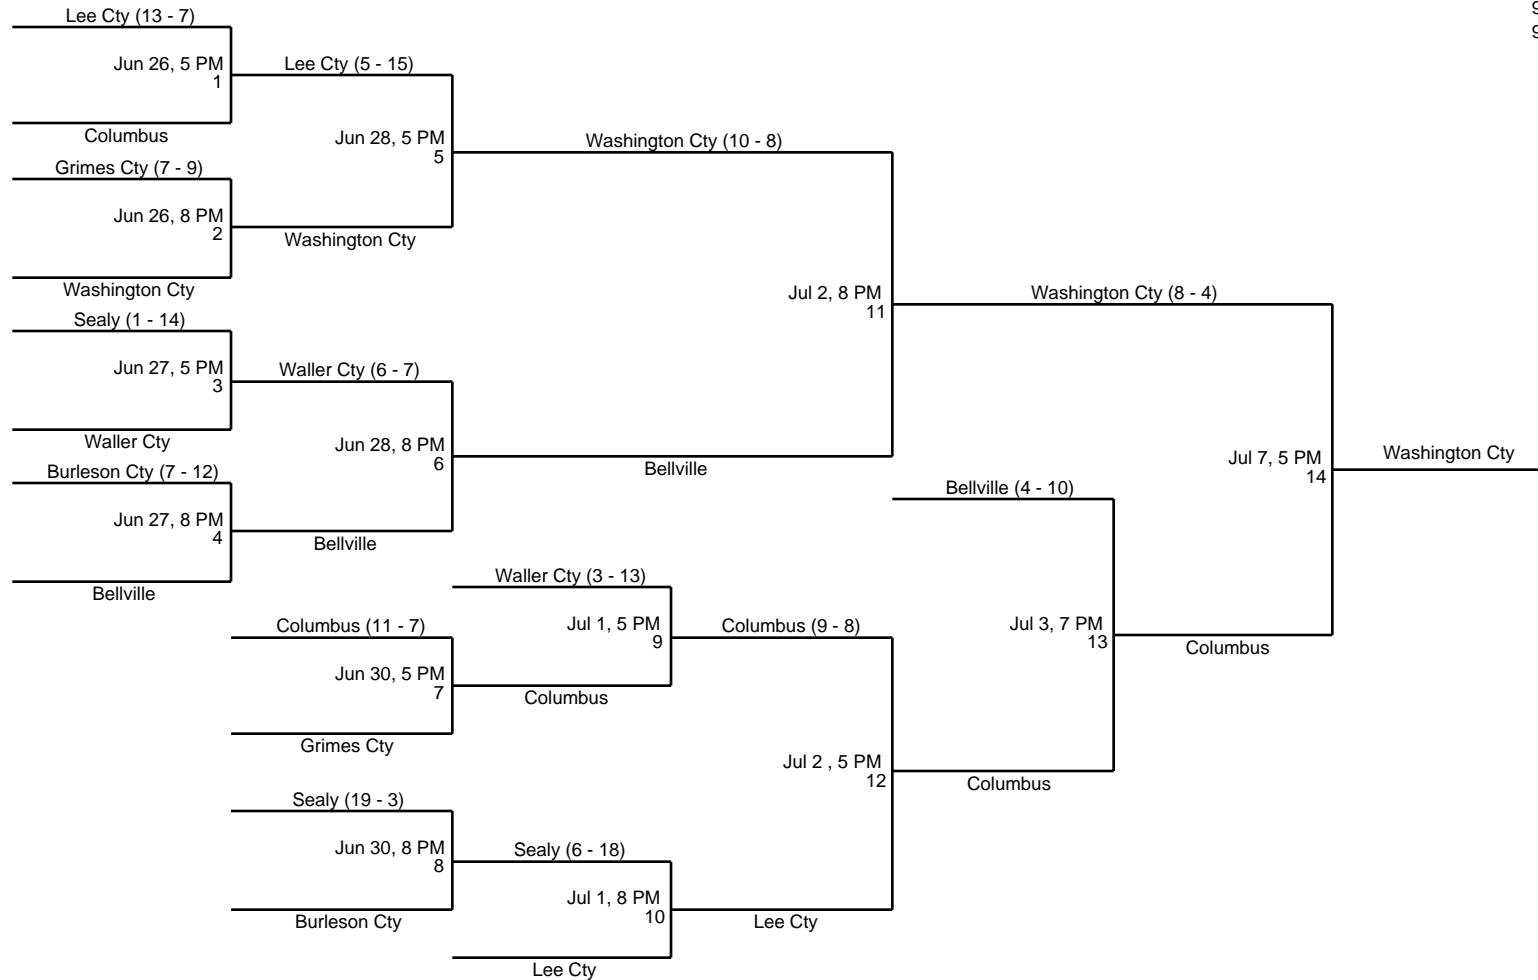 Lee Cty (13 - 7)
Jun 26, 5 PM
1
Columbus
Grimes Cty (7 - 9)
Jun 26, 8 PM
2
Washington Cty
Sealy (1 - 14)
Jun 27, 5 PM
3
Waller Cty
Burleson Cty (7 - 12)
Jun 27, 8 PM
4
Bellville
Lee Cty (5 - 15)
Jun 28, 5 PM
5
Washington Cty
Waller Cty (6 - 7)
Jun 28, 8 PM
6
Bellville
Columbus (11 - 7)
Jun 30, 5 PM
7
Grimes Cty
Sealy (19 - 3)
Jun 30, 8 PM
8
Burleson Cty
Waller Cty (3 - 13)
Jul 1, 5 PM
9
Columbus
Sealy (6 - 18)
Jul 1, 8 PM
10
Lee Cty
Washington Cty (10 - 8)
Jul 2, 8 PM
11
Bellville
Columbus (9 - 8)
Jul 2 , 5 PM
12
Lee Cty
Bellville (4 - 10)
Jul 3, 7 PM
13
Columbus
Washington Cty (8 - 4)
Jul 7, 5 PM
14
Columbus
Washington Cty